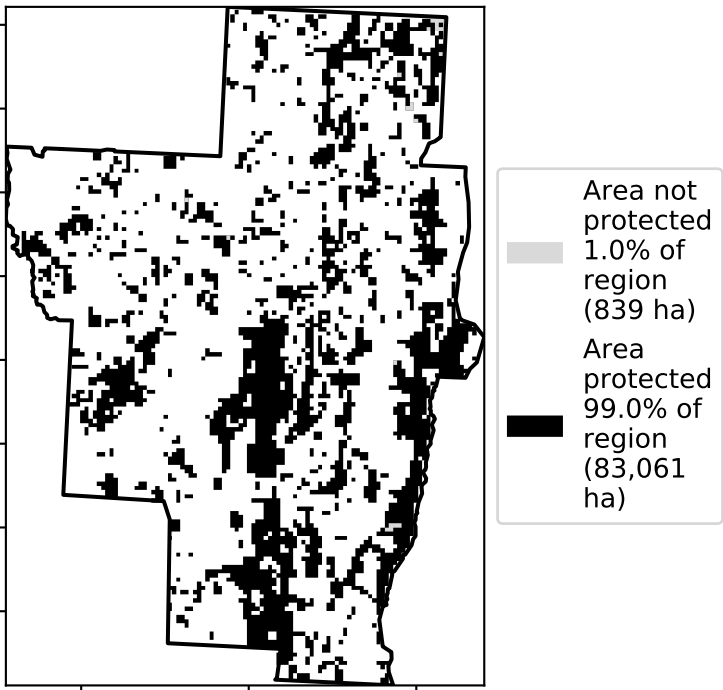 Area not
protected
1.0% of
region
(839 ha)
Area
protected
99.0% of
region
(83,061
ha)